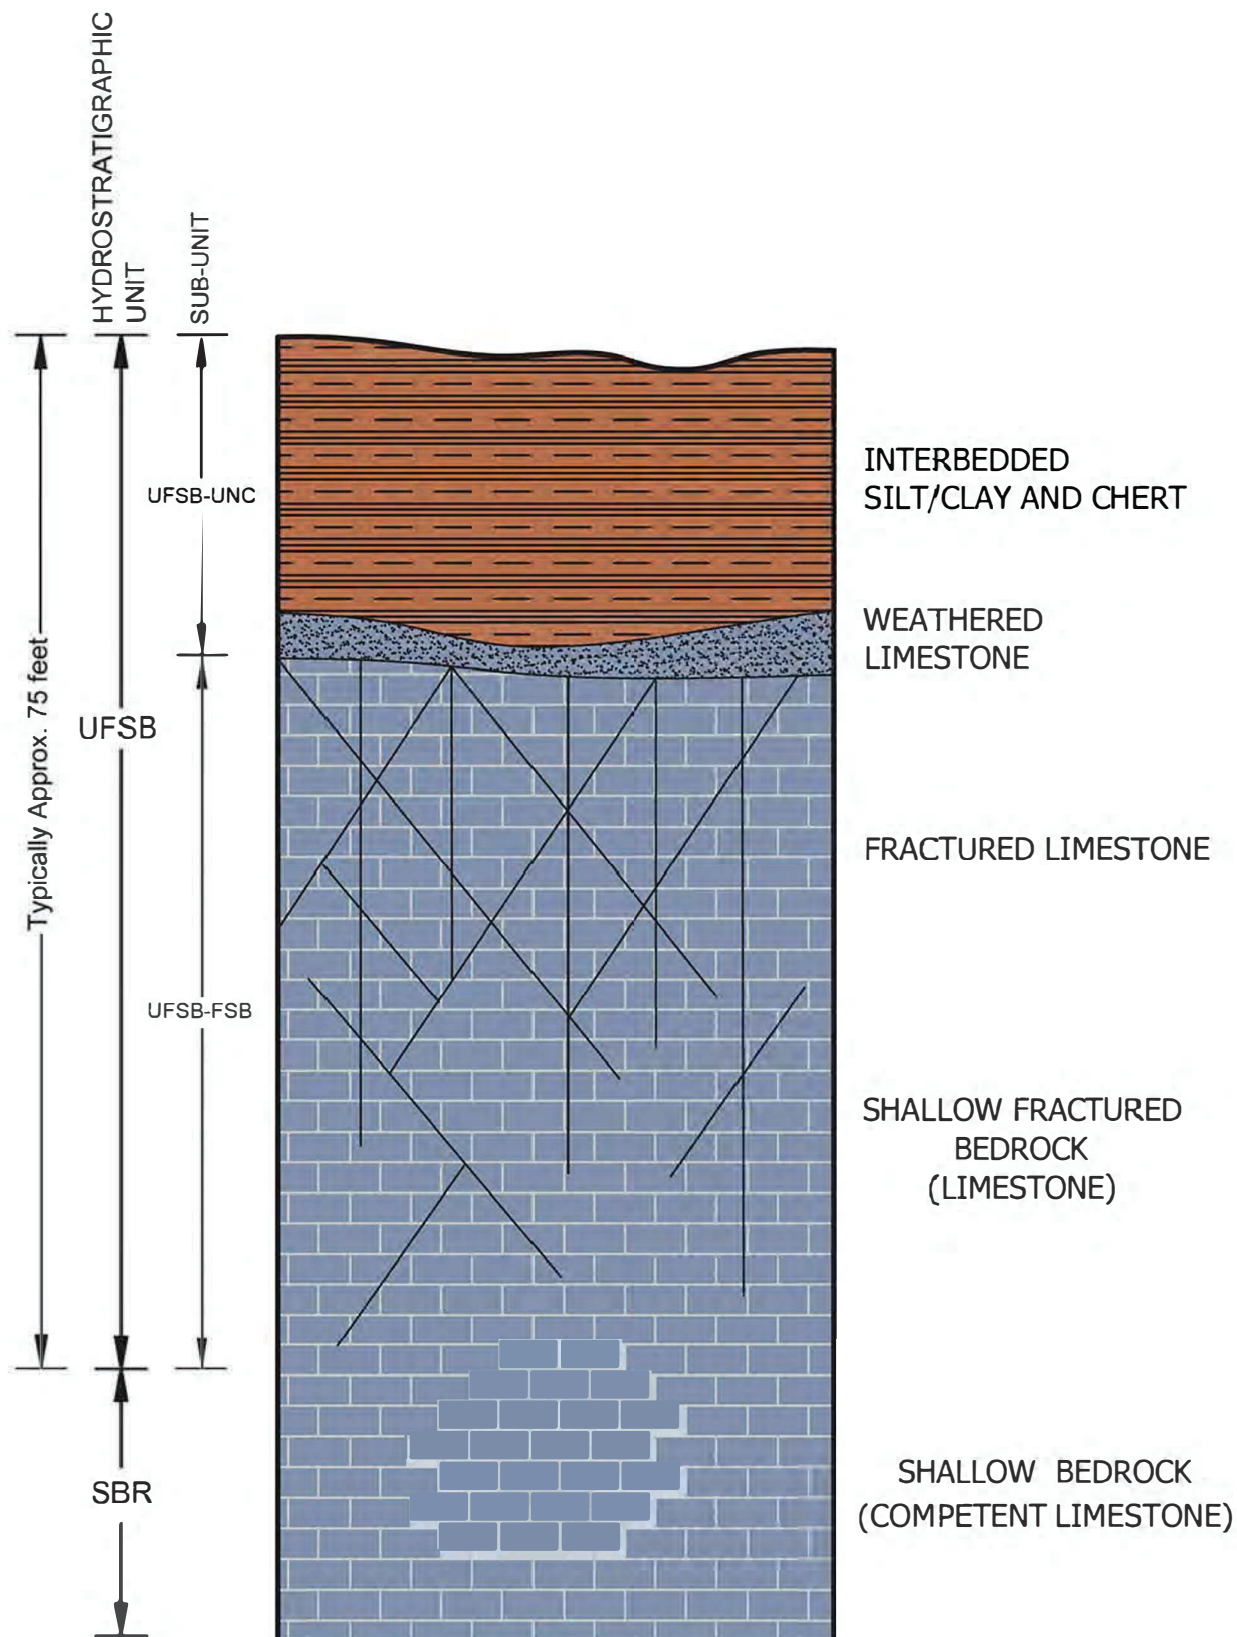 HYDROSTRATIGRAPHIC
UNIT
SUB-UNIT
Typically Approx. 75 feet
UFSB
UFSB-UNC
UFSB-FSB
SBR
INTERBEDDED
SILT/CLAY AND CHERT
WEATHERED
LIMESTONE
FRACTURED LIMESTONE
SHALLOW FRACTURED
BEDROCK
(LIMESTONE)
SHALLOW BEDROCK
(COMPETENT LIMESTONE)